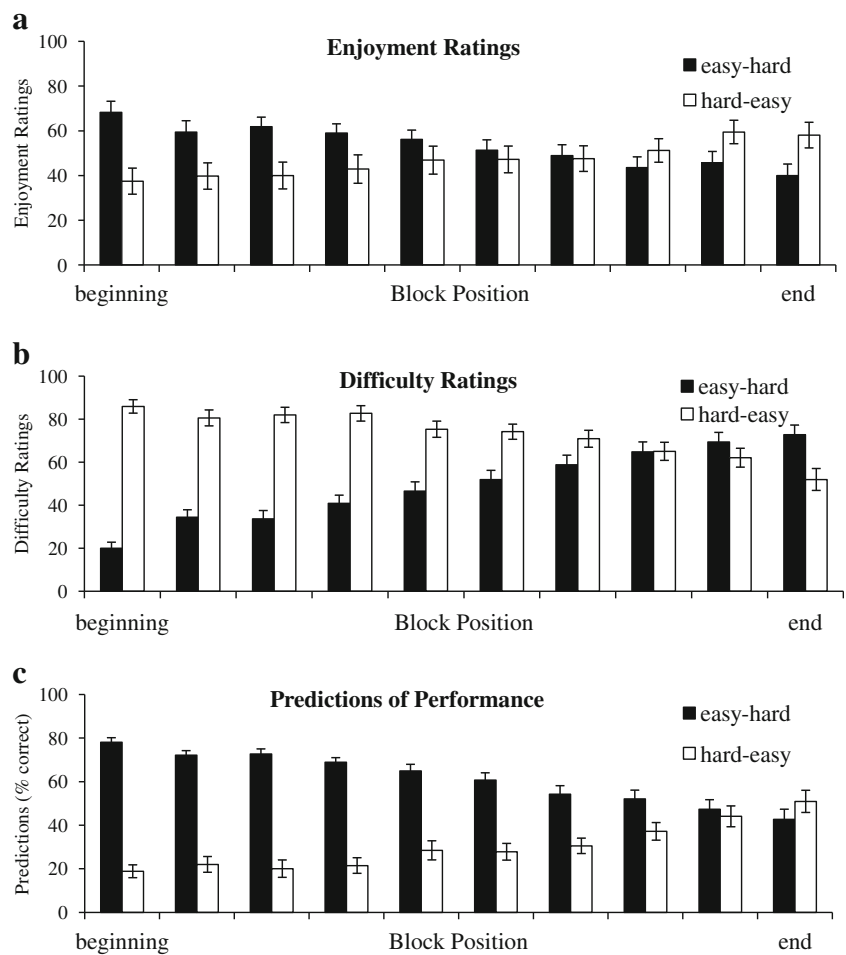 a
Enjoyment Ratings
easy-hard
hard-easy
100
80
60
40
20
0
Enjoyment Ratings
beginning
Block Position
end
b
Difficulty Ratings
easy-hard
hard-easy
100
80
60
40
20
0
Difficulty Ratings
beginning
Block Position
end
c
Predictions of Performance
easy-hard
hard-easy
100
80
60
40
20
0
Predictions (% correct)
beginning
Block Position
end